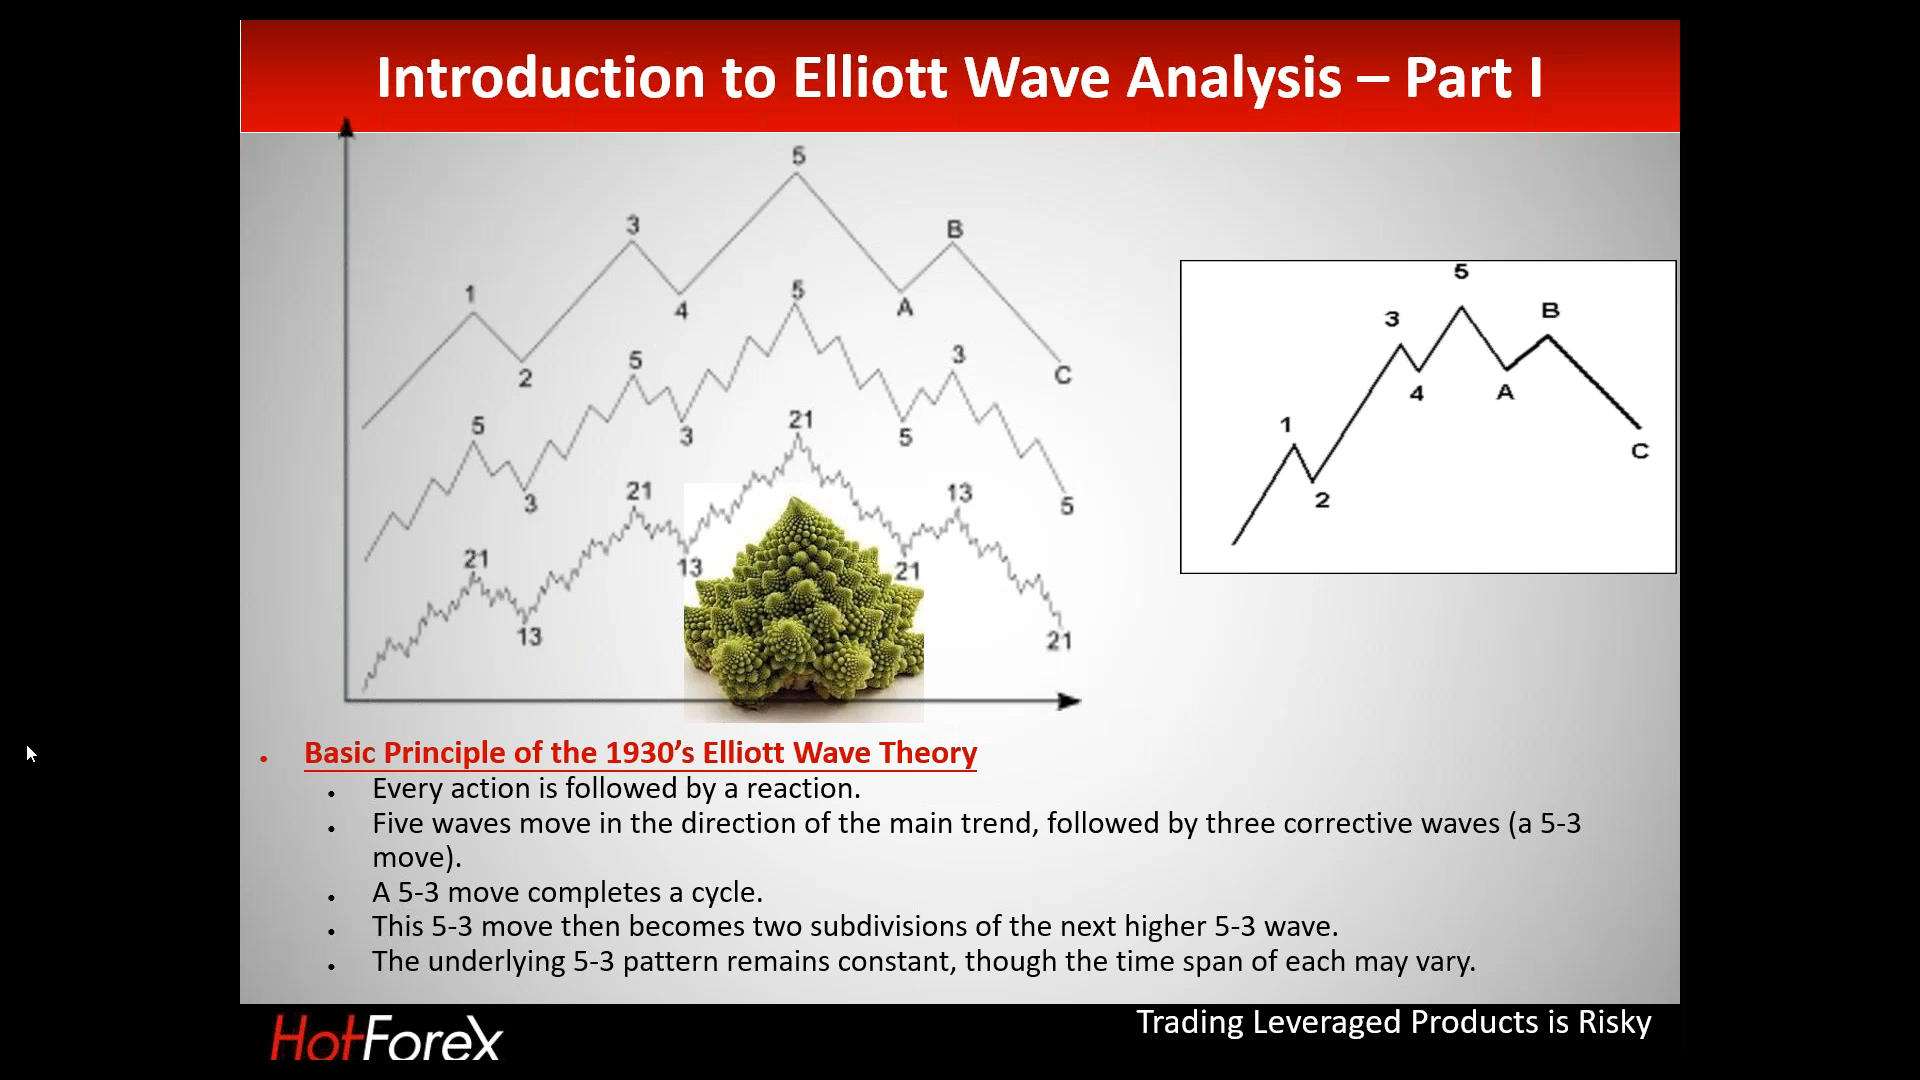 Introduction to Elliott Wave Analysis – Part I
5
3
B
1
4
A
2
C
5
5
3
5
3
5
3
5
21
21
13
21
13
21
13
21
5
B
3
4
A
1
C
2
• Basic Principle of the 1930’s Elliott Wave Theory
• Every action is followed by a reaction.
• Five waves move in the direction of the main trend, followed by three corrective waves (a 5-3
move).
• A 5-3 move completes a cycle.
• This 5-3 move then becomes two subdivisions of the next higher 5-3 wave.
• The underlying 5-3 pattern remains constant, though the time span of each may vary.
HotForex
Trading Leveraged Products is Risky